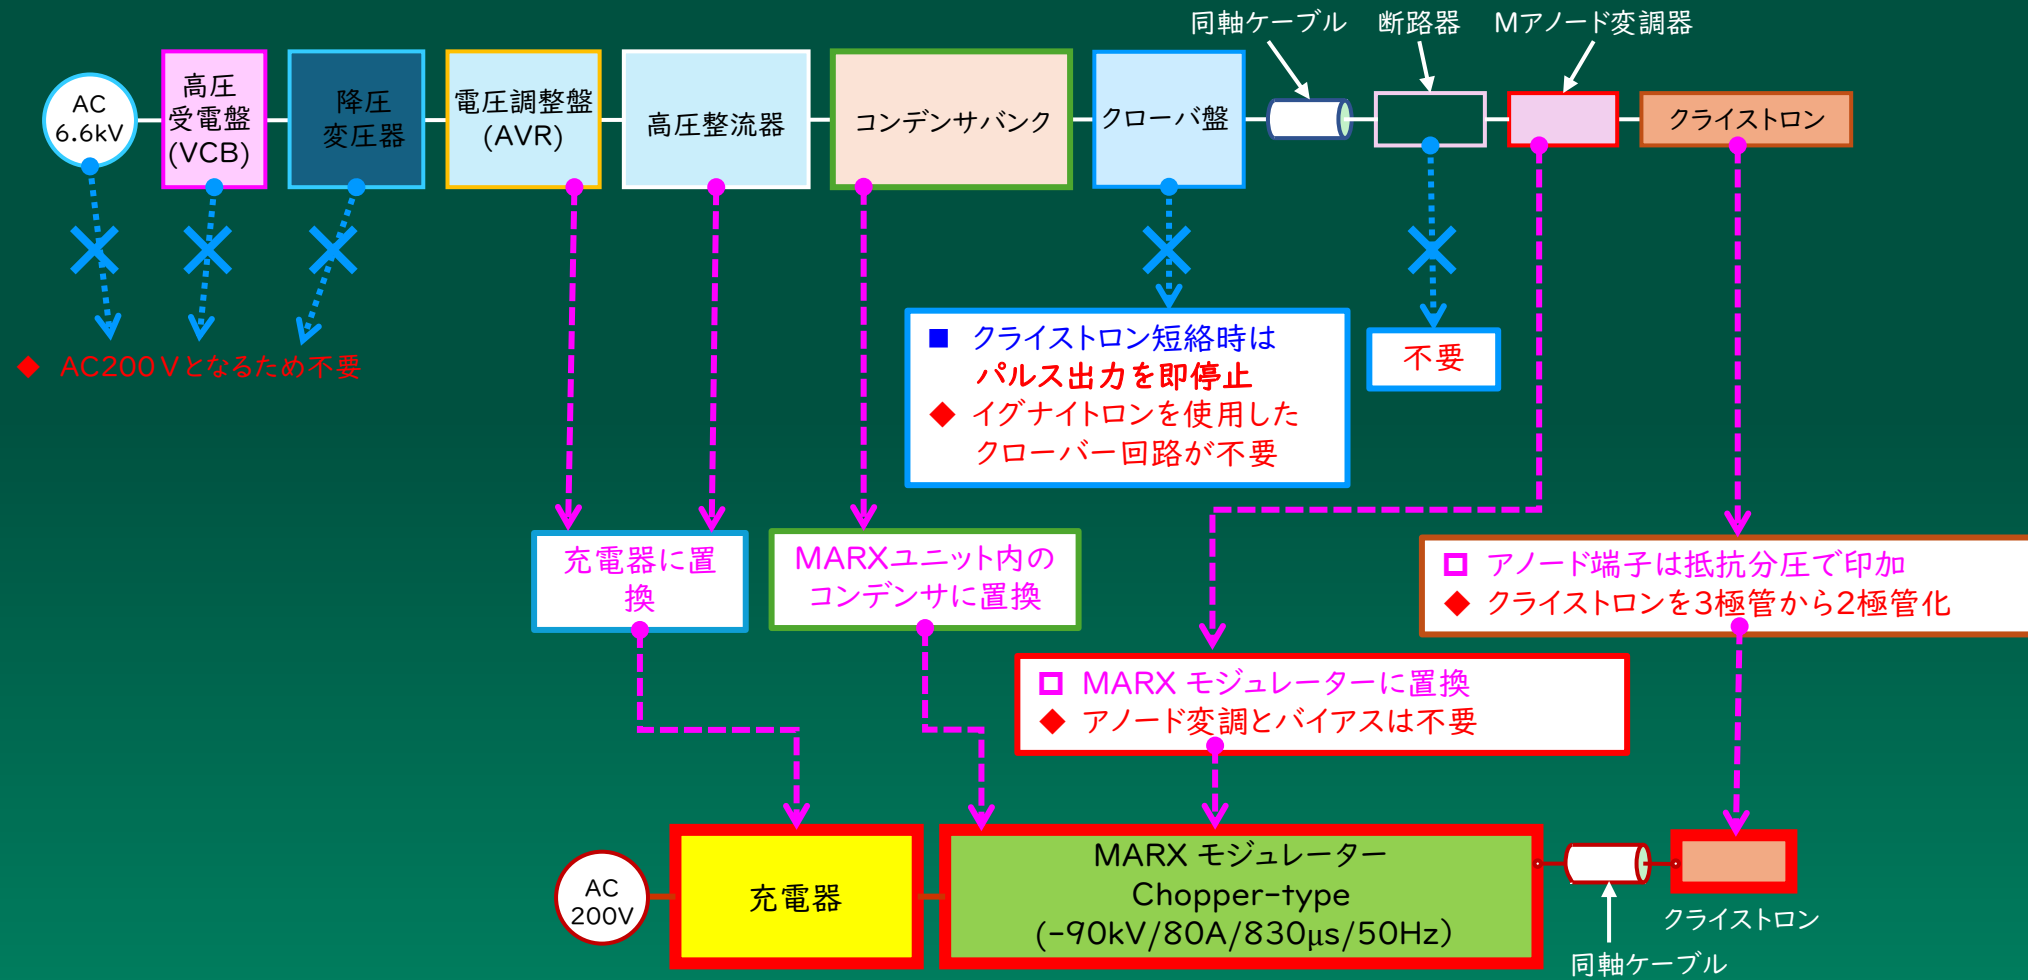 同軸ケーブル
断路器
Mアノード変調器
AC
6.6kV
高圧
受電盤
(VCB)
降圧
変圧器
電圧調整盤
(AVR)
高圧整流器
コンデンサバンク
クローバ盤
クライストロン
◆ AC200Vとなるため不要
■ クライストロン短絡時は
パルス出力を即停止
◆ イグナイトロンを使用した
クローバー回路が不要
不要
充電器に置
換
MARXユニット内の
コンデンサに置換
□ アノード端子は抵抗分圧で印加
◆ クライストロンを3極管から2極管化
□ MARX モジュレーターに置換
◆ アノード変調とバイアスは不要
AC
200V
充電器
MARX モジュレーター
Chopper-type
(-90kV/80A/830μs/50Hz)
クライストロン
同軸ケーブル